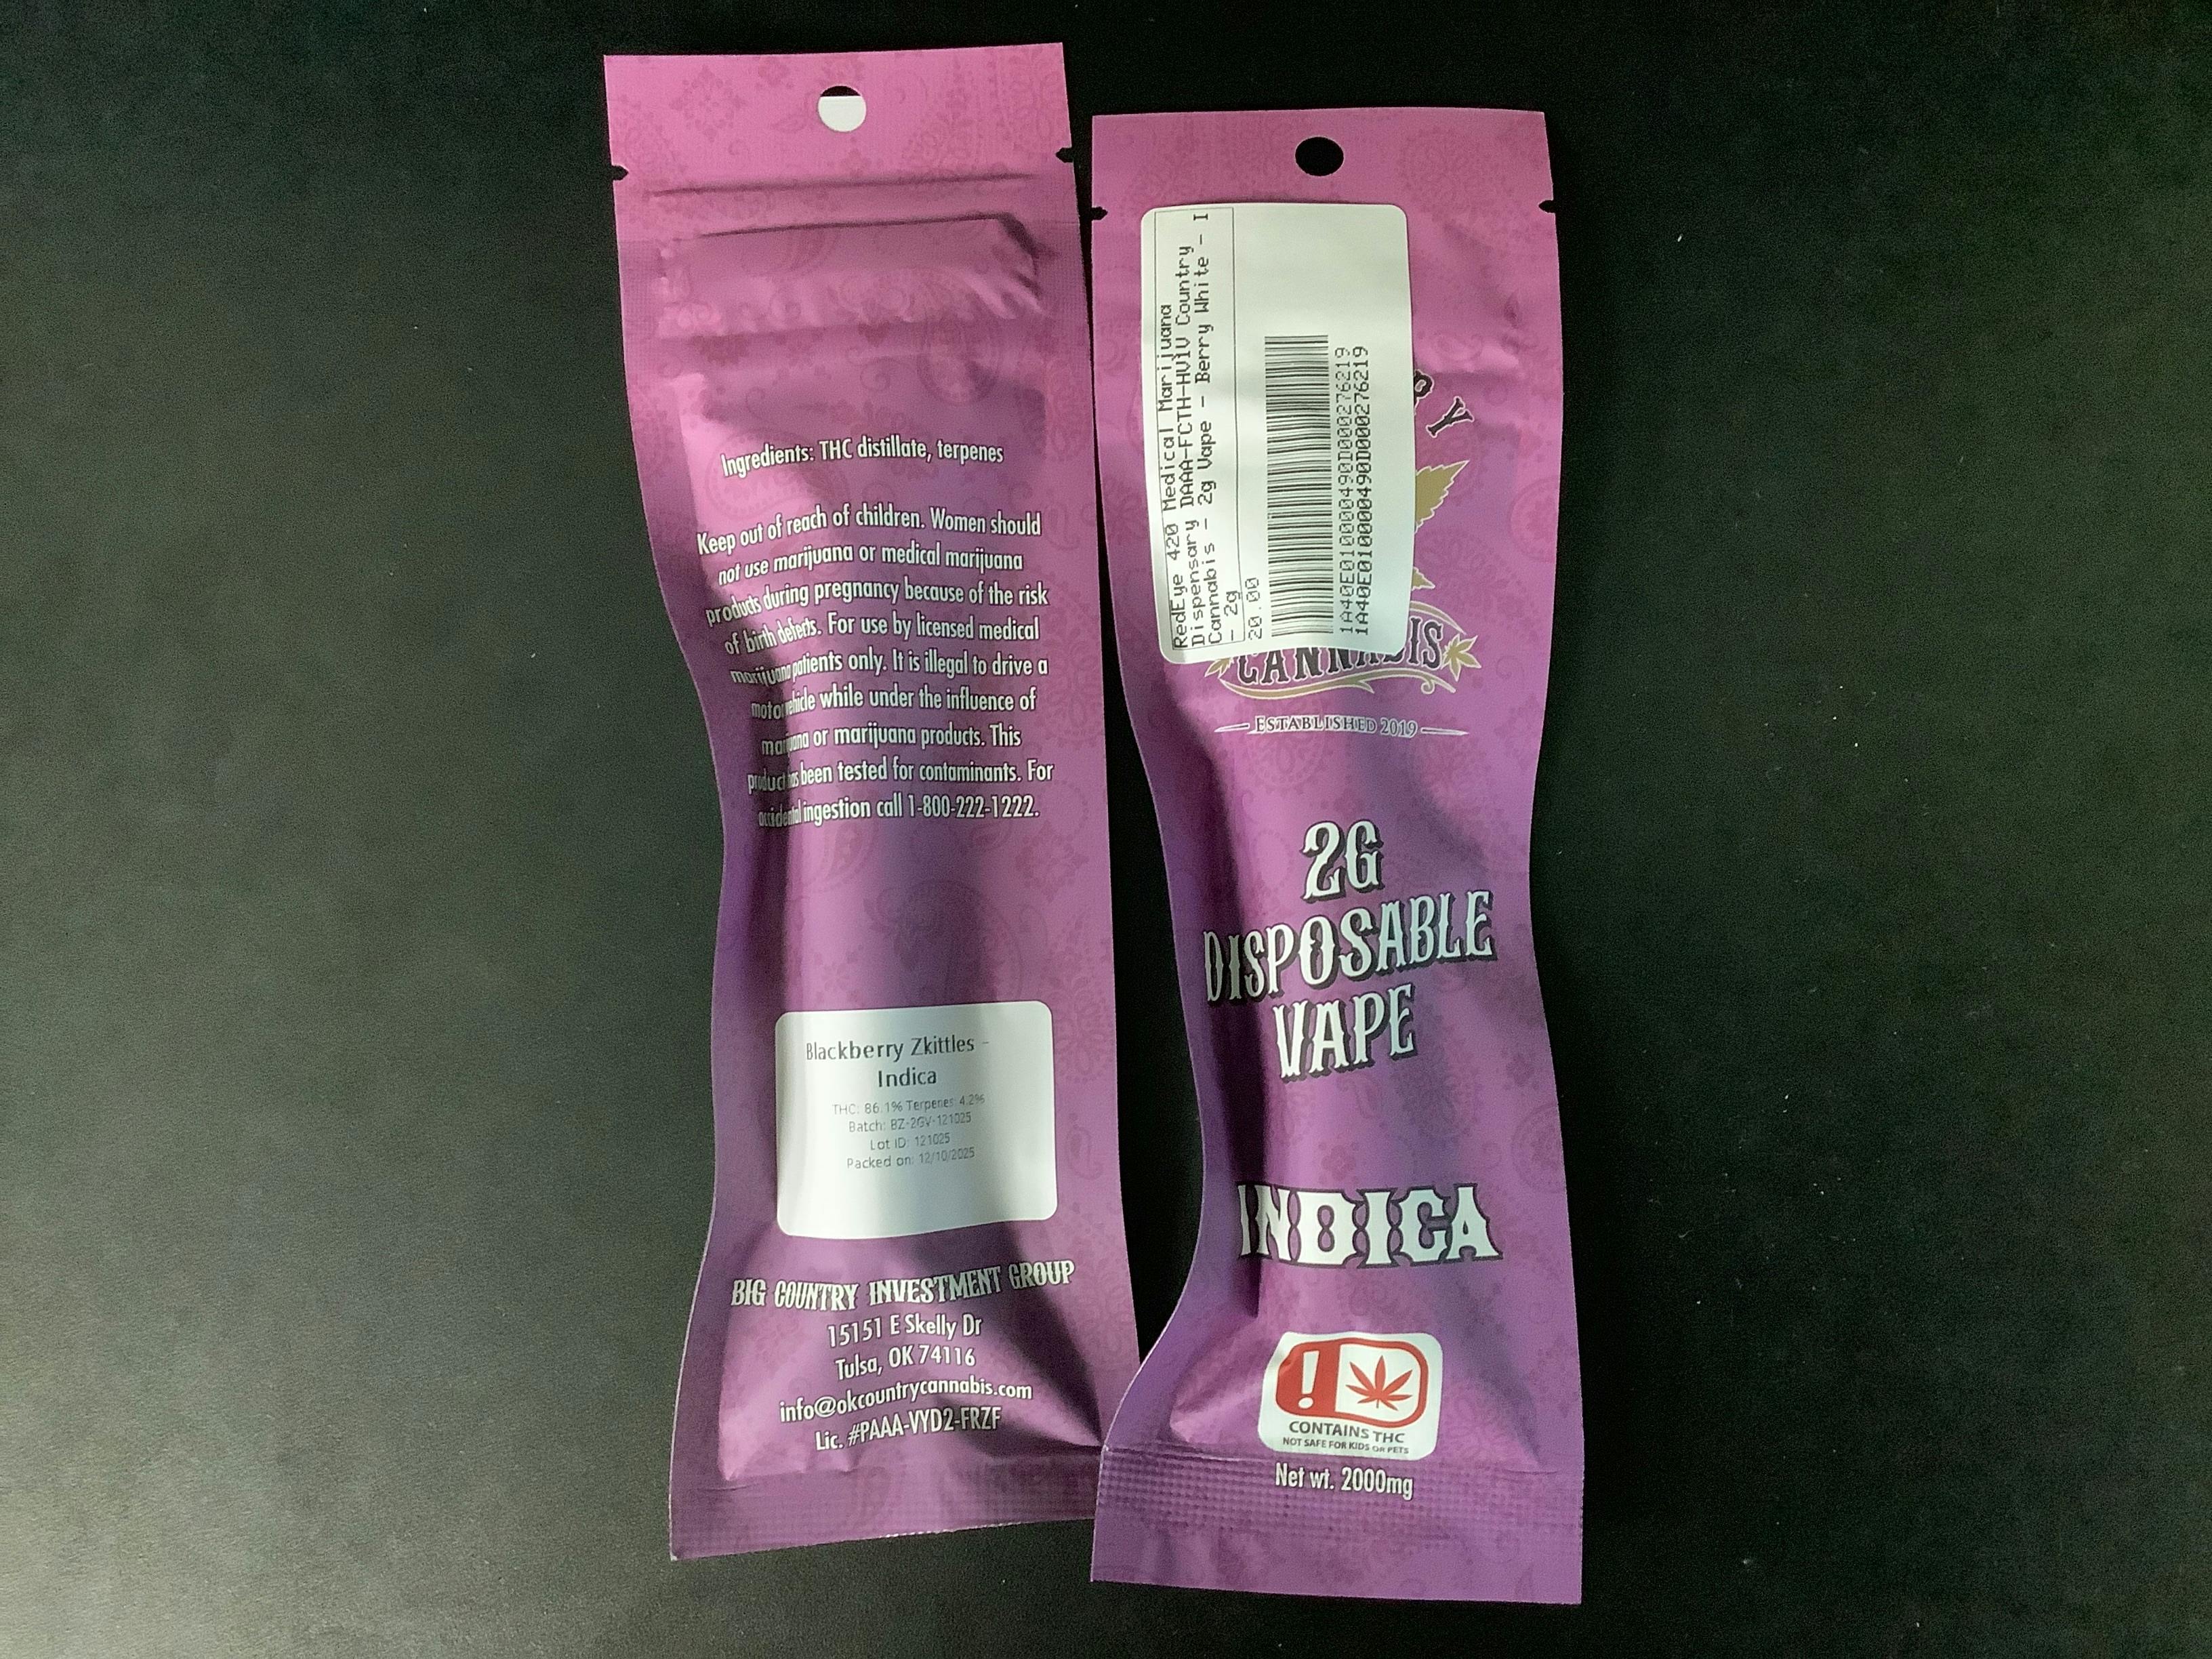 Ingredients: THC distillate, terpenes
Keep out of reach of children. Women should
not use marijuana or medical marijuana
products during pregnancy because of the risk
of birth defects. For use by licensed medical
marijuana patients only. It is illegal to drive a
motor vehicle while under the influence of
marijuana or marijuana products. This
product has been tested for contaminants. For
accidental ingestion call 1-800-222-1222.
Blackberry Zkittles -
Indica
THC: 86.1% Terpenes: 4.2%
Batch: BZ-2GV-121025
Lot ID: 121025
Packed on: 12/10/2025
BIG COUNTRY INVESTMENT GROUP
15151 E Skelly Dr
Tulsa, OK 74116
info@okcountrycannabis.com
Lic. #PAAA-VYD2-FRZF
RedEye 420 Medical Marijuana
Dispensary DAAA-FCTH-HV1V Country
Cannabis - 2g Vape - Berry White - I
- 2g
20.00
1A40E0100000490D000276219
1A40E0100000490D000276219
RY
CANNABIS
ESTABLISHED 2019
2G
DISPOSABLE
VAPE
INDICA
CONTAINS THC
NOT SAFE FOR KIDS OR PETS
Net wt. 2000mg